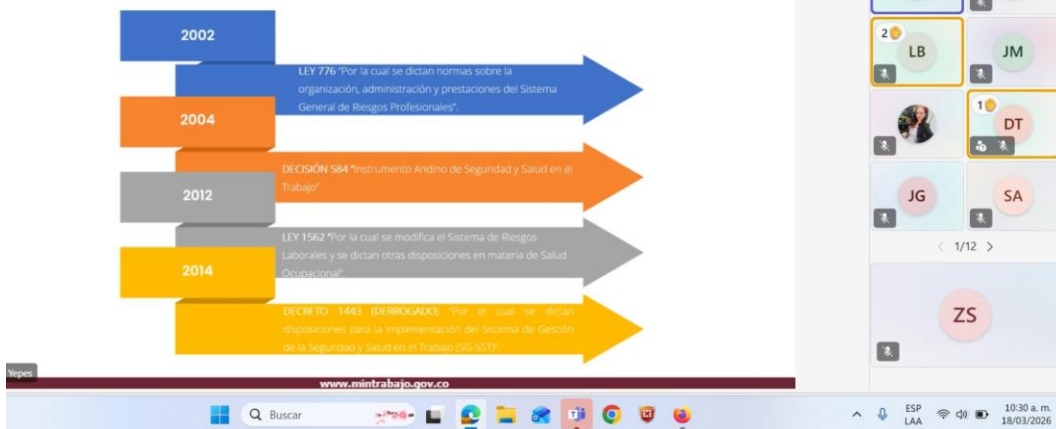 2002
LEY 776 "Por la cual se dictan normas sobre la
organización, administración y prestaciones del Sistema
General de Riesgos Profesionales".
2004
DECISIÓN 584 "Instrumento Andino de Seguridad y Salud en el
Trabajo"
2012
LEY 1562 "Por la cual se modifica el Sistema de Riesgos
Laborales y se dictan otras disposiciones en materia de Salud
Ocupacional".
2014
DECRETO 1443 (DERROGADO) "Por el cual se dictan
disposiciones para la implementación del Sistema de Gestión
de la Seguridad y Salud en el Trabajo (SG-SST)".
Yepes
www.mintrabajo.gov.co
2
LB
JM
1
DT
JG
SA
1/12
ZS
Buscar
ESP
LAA
10:30 a. m.
18/03/2026